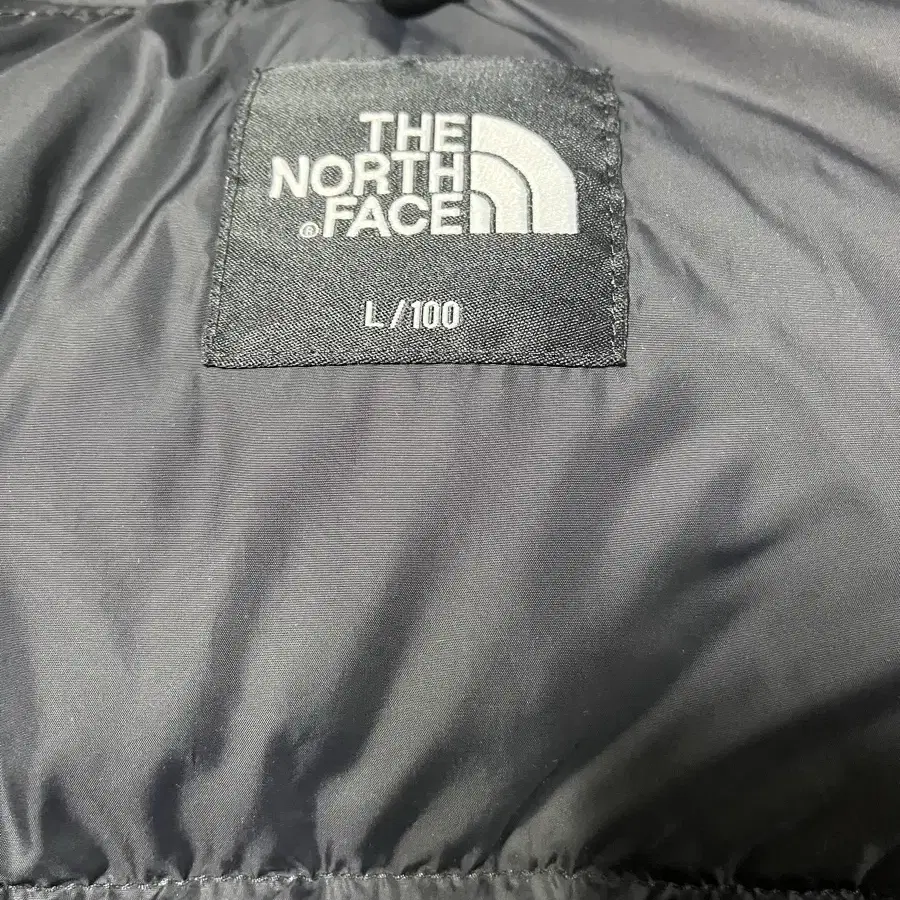 THE
NORTH
® FACE
L/100